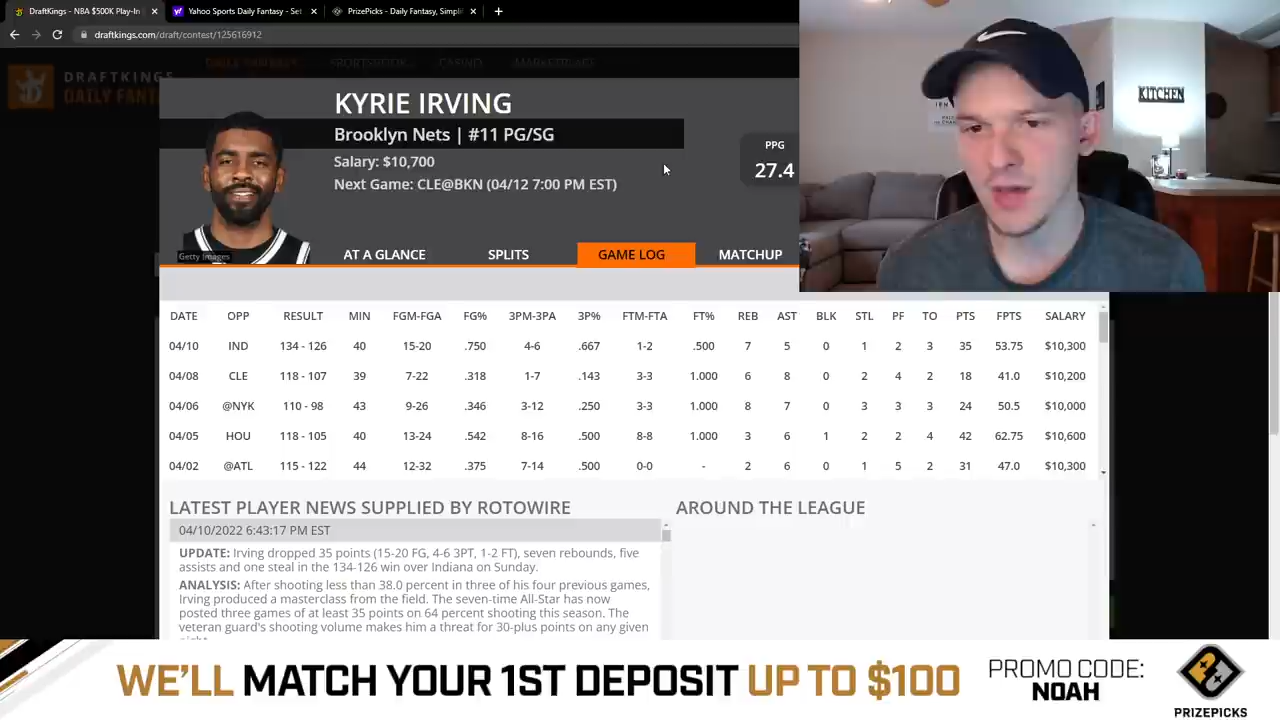 DraftKings - NBA $500K Play-In
Yahoo Sports Daily Fantasy - Set
PrizePicks - Daily Fantasy, Simpli
draftkings.com/draft/contest/125616912
DRAFTKINGS
DAILY FANTASY
SPORTSBOOK
CASINO
MARKETPLACE
KYRIE IRVING
Brooklyn Nets | #11 PG/SG
Salary: $10,700
Next Game: CLE@BKN (04/12 7:00 PM EST)
PPG
27.4
Getty Images
KITCHEN
AT A GLANCE SPLITS GAME LOG MATCHUP
DATE OPP RESULT MIN FGM-FGA FG% 3PM-3PA 3P% FTM-FTA FT% REB AST BLK STL PF TO PTS FPTS SALARY
04/10 IND 134 - 126 40 15-20 .750 4-6 .667 1-2 .500 7 5 0 1 2 3 35 53.75 $10,300
04/08 CLE 118 - 107 39 7-22 .318 1-7 .143 3-3 1.000 6 8 0 2 4 2 18 41.0 $10,200
04/06 @NYK 110 - 98 43 9-26 .346 3-12 .250 3-3 1.000 8 7 0 3 3 3 24 50.5 $10,000
04/05 HOU 118 - 105 40 13-24 .542 8-16 .500 8-8 1.000 3 6 1 2 2 4 42 62.75 $10,600
04/02 @ATL 115 - 122 44 12-32 .375 7-14 .500 0-0 - 2 6 0 1 5 2 31 47.0 $10,300
LATEST PLAYER NEWS SUPPLIED BY ROTOWIRE
AROUND THE LEAGUE
04/10/2022 6:43:17 PM EST
UPDATE: Irving dropped 35 points (15-20 FG, 4-6 3PT, 1-2 FT), seven rebounds, five
assists and one steal in the 134-126 win over Indiana on Sunday.
ANALYSIS: After shooting less than 38.0 percent in three of his four previous games,
Irving produced a masterclass from the field. The seven-time All-Star has now
posted three games of at least 35 points on 64 percent shooting this season. The
veteran guard's shooting volume makes him a threat for 30-plus points on any given
WE'LL MATCH YOUR 1ST DEPOSIT UP TO $100
PROMO CODE:
NOAH
PRIZEPICKS